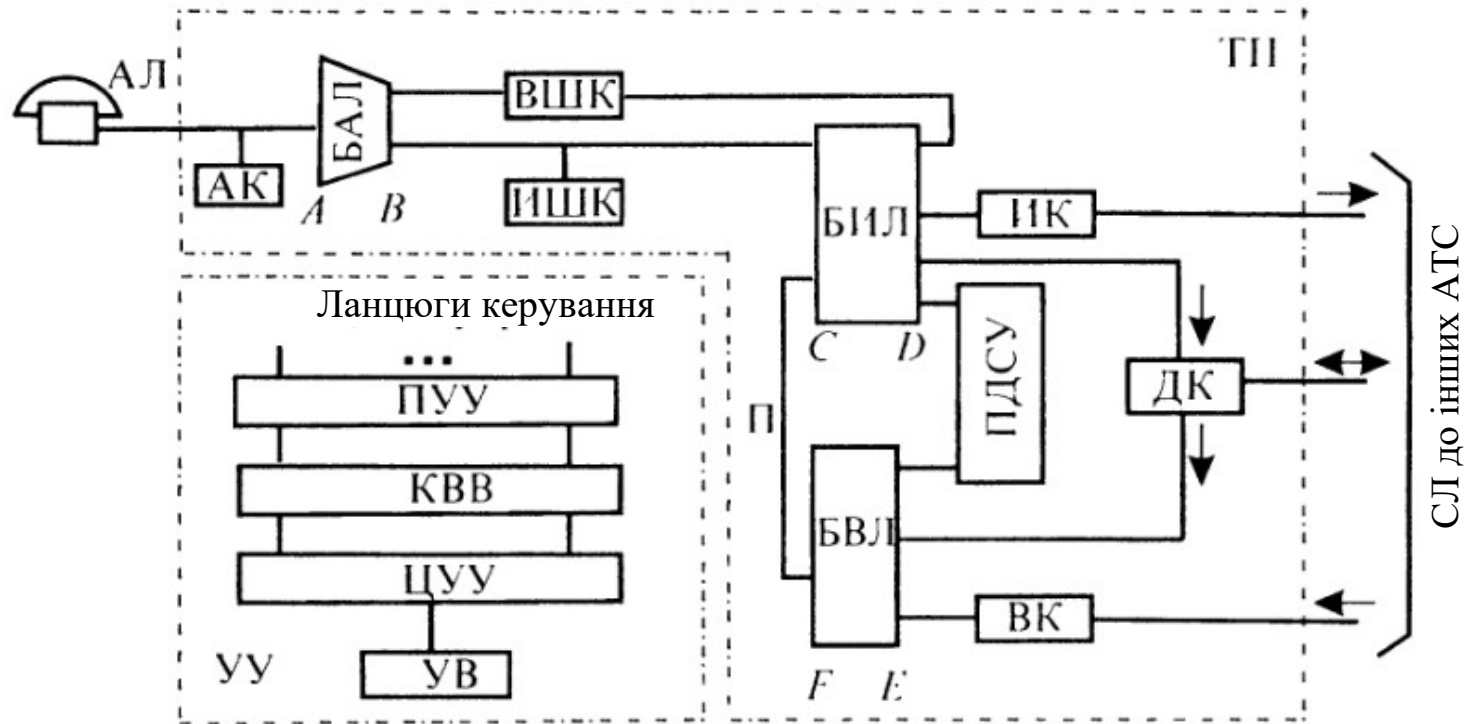 ТП
АЛ
ВШК
БАЛ
АК
ИШК
A
B
БИЛ
ИК
C
D
ПДСУ
П
ДК
БВЛ
ВК
F
E
СЛ до інших АТС
Ланцюги керування
...
ПУУ
КВВ
ЦУУ
УУ
УВ